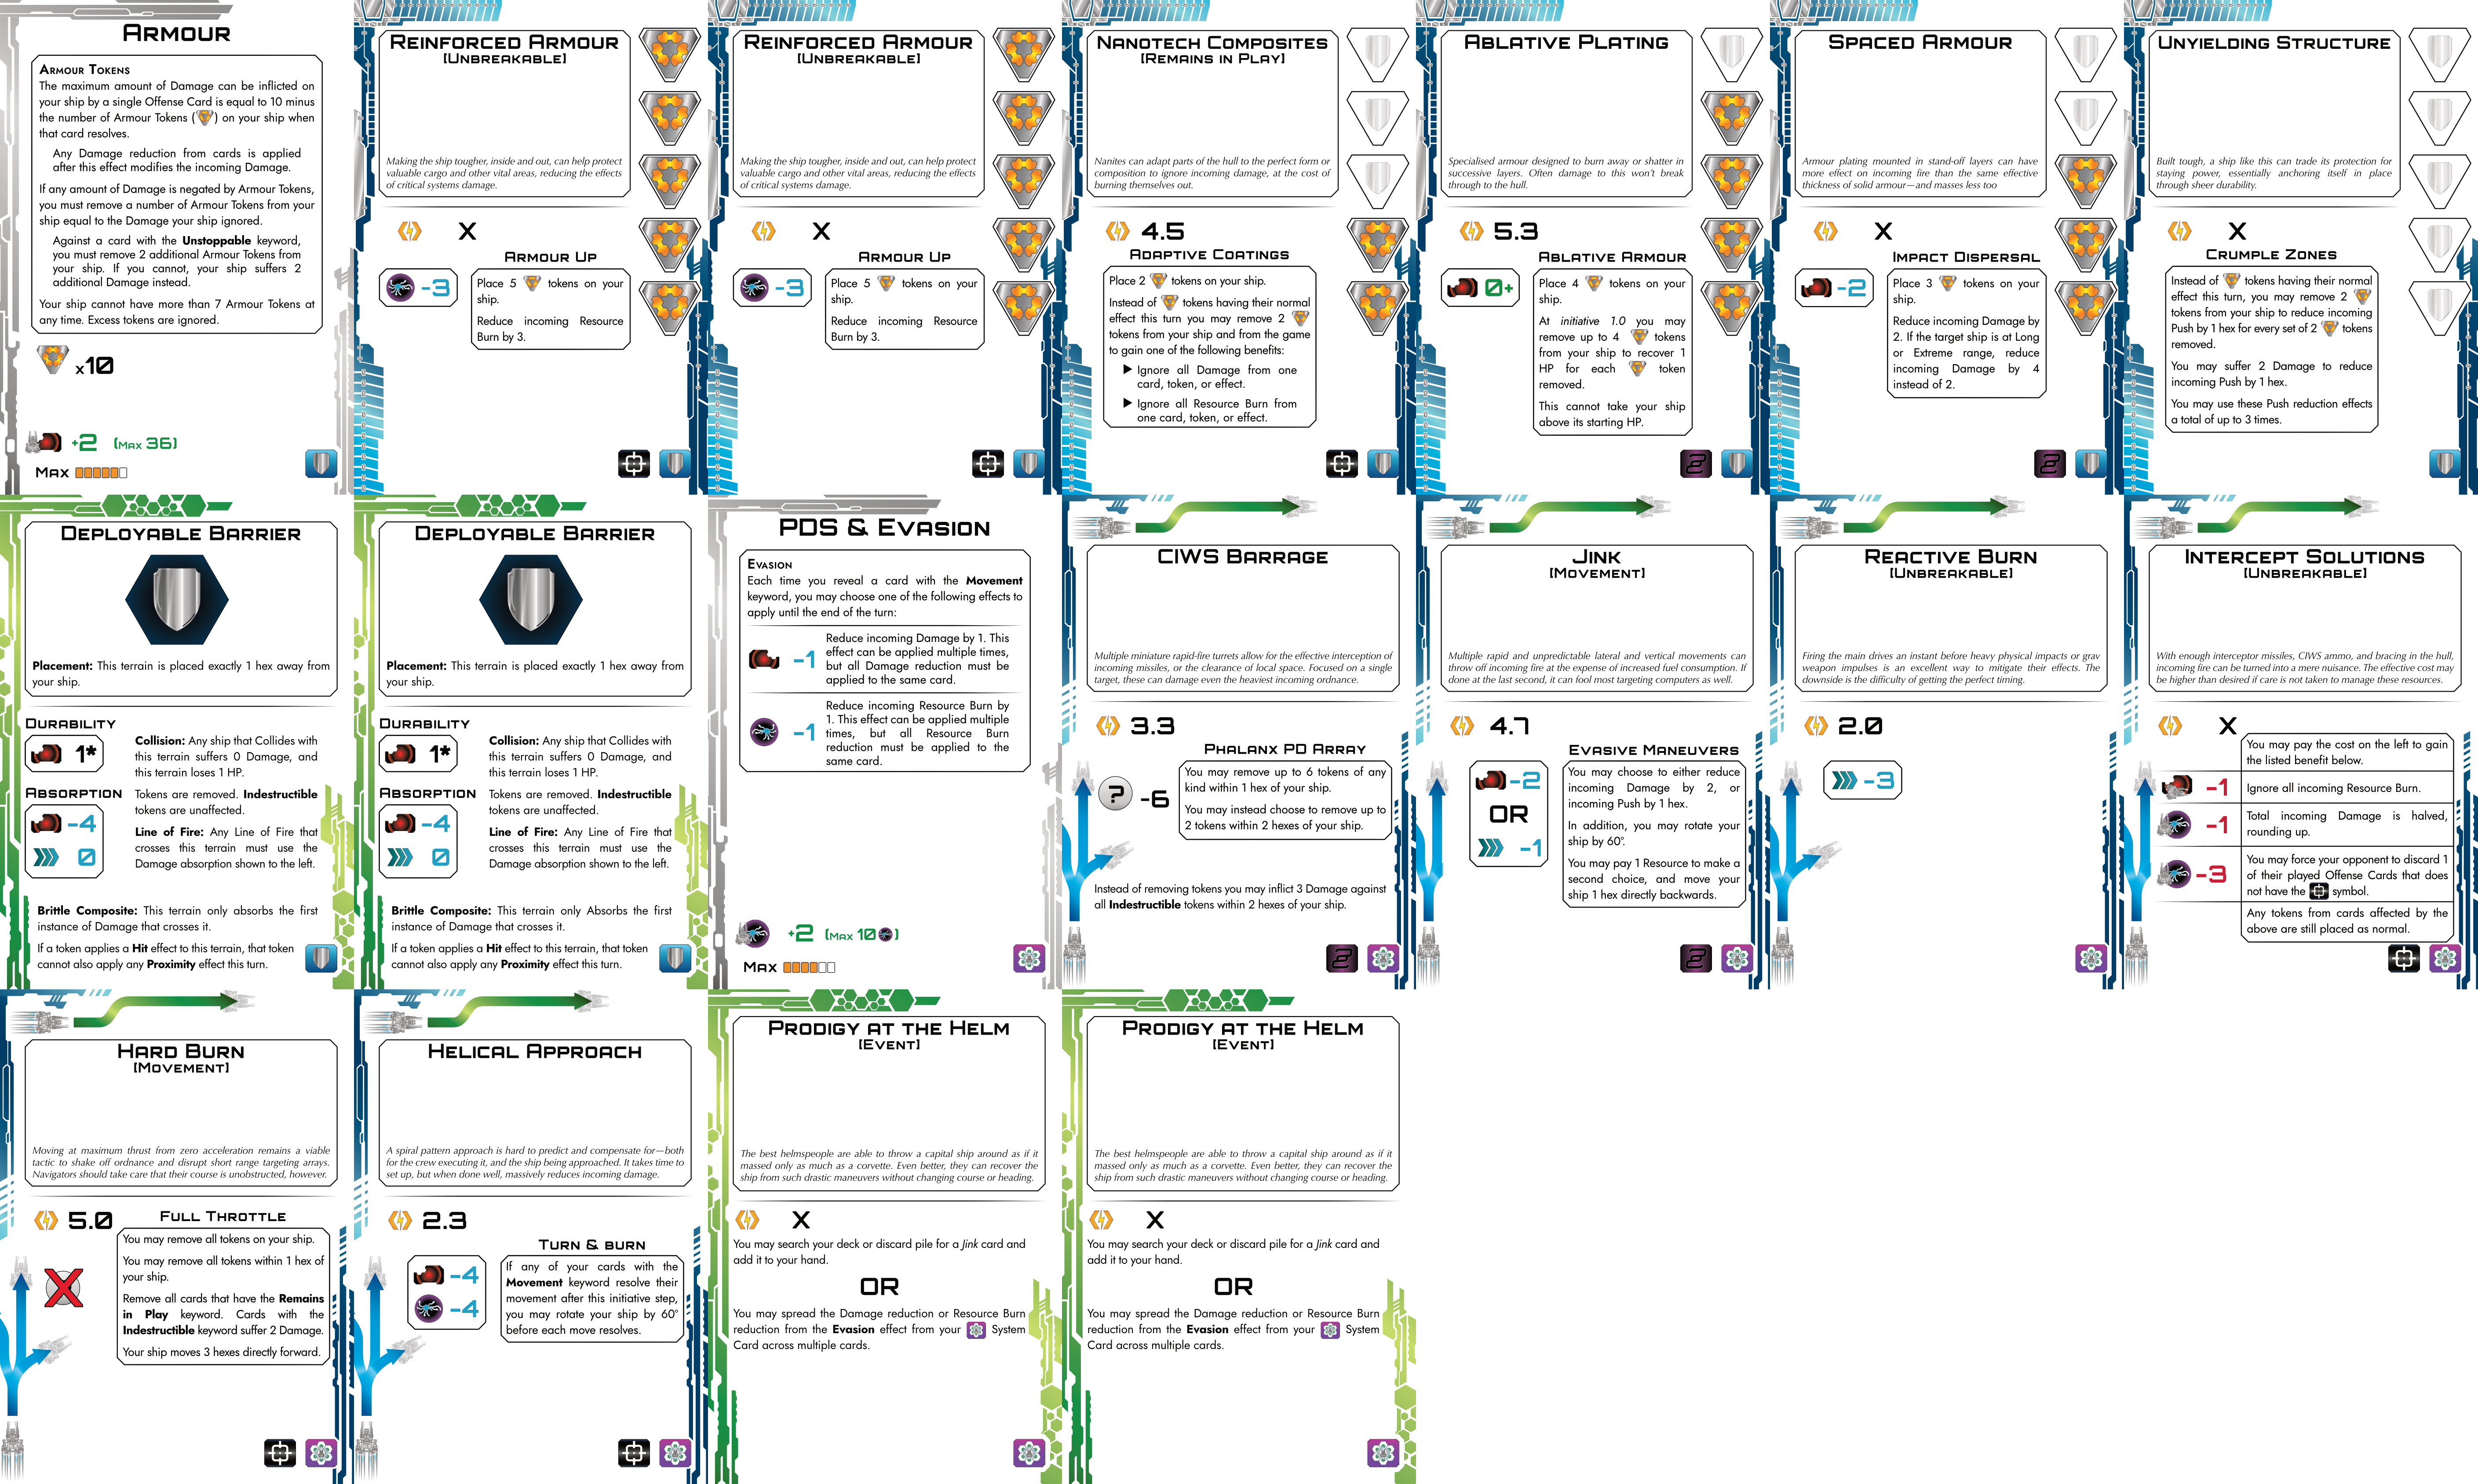 Armour
Armour Tokens
The maximum amount of Damage can be inflicted on
your ship by a single Offense Card is equal to 10 minus
the number of Armour Tokens ( ) on your ship when
that card resolves.
Any Damage reduction from cards is applied
after this effect modifies the incoming Damage.
If any amount of Damage is negated by Armour Tokens,
you must remove a number of Armour Tokens from your
ship equal to the Damage your ship ignored.
Against a card with the Unstoppable keyword,
you must remove 2 additional Armour Tokens from
your ship. If you cannot, your ship suffers 2
additional Damage instead.
Your ship cannot have more than 7 Armour Tokens at
any time. Excess tokens are ignored.
x10
+2 (Max 36)
Max
Reinforced Armour
[Unbreakable]
Making the ship tougher, inside and out, can help protect
valuable cargo and other vital areas, reducing the effects
of critical systems damage.
X
Armour Up
-3
Place 5 tokens on your
ship.
Reduce incoming Resource
Burn by 3.
Reinforced Armour
[Unbreakable]
Making the ship tougher, inside and out, can help protect
valuable cargo and other vital areas, reducing the effects
of critical systems damage.
X
Armour Up
-3
Place 5 tokens on your
ship.
Reduce incoming Resource
Burn by 3.
Nanotech Composites
[Remains in Play]
Nanites can adapt parts of the hull to the perfect form or
composition to ignore incoming damage, at the cost of
burning themselves out.
4.5
Adaptive Coatings
Place 2 tokens on your ship.
Instead of tokens having their normal
effect this turn you may remove 2
tokens from your ship and from the game
to gain one of the following benefits:
Ignore all Damage from one
card, token, or effect.
Ignore all Resource Burn from
one card, token, or effect.
Ablative Plating
Specialised armour designed to burn away or shatter in
successive layers. Often damage to this won't break
through to the hull.
5.3
Ablative Armour
0+
Place 4 tokens on your
ship.
At initiative 1.0 you may
remove up to 4 tokens
from your ship to recover 1
HP for each token
removed.
This cannot take your ship
above its starting HP.
2
Spaced Armour
Armour plating mounted in stand-off layers can have
more effect on incoming fire than the same effective
thickness of solid armour—and masses less too
X
Impact Dispersal
-2
Place 3 tokens on your
ship.
Reduce incoming Damage by
2. If the target ship is at Long
or Extreme range, reduce
incoming Damage by 4
instead of 2.
2
Unyielding Structure
Built tough, a ship like this can trade its protection for
staying power, essentially anchoring itself in place
through sheer durability.
X
Crumple Zones
Instead of tokens having their normal
effect this turn, you may remove 2
tokens from your ship to reduce incoming
Push by 1 hex for every set of 2 tokens
removed.
You may suffer 2 Damage to reduce
incoming Push by 1 hex.
You may use these Push reduction effects
a total of up to 3 times.
Deployable Barrier
Placement: This terrain is placed exactly 1 hex away from
your ship.
Durability
1*
Absorption
-4
0
Collision: Any ship that Collides with
this terrain suffers 0 Damage, and
this terrain loses 1 HP.
Tokens are removed. Indestructible
tokens are unaffected.
Line of Fire: Any Line of Fire that
crosses this terrain must use the
Damage absorption shown to the left.
Brittle Composite: This terrain only absorbs the first
instance of Damage that crosses it.
If a token applies a Hit effect to this terrain, that token
cannot also apply any Proximity effect this turn.
Deployable Barrier
Placement: This terrain is placed exactly 1 hex away from
your ship.
Durability
1*
Absorption
-4
0
Collision: Any ship that Collides with
this terrain suffers 0 Damage, and
this terrain loses 1 HP.
Tokens are removed. Indestructible
tokens are unaffected.
Line of Fire: Any Line of Fire that
crosses this terrain must use the
Damage absorption shown to the left.
Brittle Composite: This terrain only Absorbs the first
instance of Damage that crosses it.
If a token applies a Hit effect to this terrain, that token
cannot also apply any Proximity effect this turn.
PDS & Evasion
Evasion
Each time you reveal a card with the Movement
keyword, you may choose one of the following effects to
apply until the end of the turn:
-1
Reduce incoming Damage by 1. This
effect can be applied multiple times,
but all Damage reduction must be
applied to the same card.
-1
Reduce incoming Resource Burn by
1. This effect can be applied multiple
times, but all Resource Burn
reduction must be applied to the
same card.
+2 (Max 10 )
Max
CIWS Barrage
Multiple miniature rapid-fire turrets allow for the effective interception of
incoming missiles, or the clearance of local space. Focused on a single
target, these can damage even the heaviest incoming ordnance.
3.3
Phalanx PD Array
? -6
You may remove up to 6 tokens of any
kind within 1 hex of your ship.
You may instead choose to remove up to
2 tokens within 2 hexes of your ship.
Instead of removing tokens you may inflict 3 Damage against
all Indestructible tokens within 2 hexes of your ship.
2
Jink
[Movement]
Multiple rapid and unpredictable lateral and vertical movements can
throw off incoming fire at the expense of increased fuel consumption. If
done at the last second, it can fool most targeting computers as well.
4.7
Evasive Maneuvers
-2
OR
-1
You may choose to either reduce
incoming Damage by 2, or
incoming Push by 1 hex.
In addition, you may rotate your
ship by 60°.
You may pay 1 Resource to make a
second choice, and move your
ship 1 hex directly backwards.
2
Reactive Burn
[Unbreakable]
Firing the main drives an instant before heavy physical impacts or grav
weapon impulses is an excellent way to mitigate their effects. The
downside is the difficulty of getting the perfect timing.
2.0
-3
Intercept Solutions
[Unbreakable]
With enough interceptor missiles, CIWS ammo, and bracing in the hull,
incoming fire can be turned into a mere nuisance. The effective cost may
be higher than desired if care is not taken to manage these resources.
X
You may pay the cost on the left to gain
the listed benefit below.
-1
Ignore all incoming Resource Burn.
-1
Total incoming Damage is halved,
rounding up.
-3
You may force your opponent to discard 1
of their played Offense Cards that does
not have the symbol.
Any tokens from cards affected by the
above are still placed as normal.
Hard Burn
[Movement]
Moving at maximum thrust from zero acceleration remains a viable
tactic to shake off ordnance and disrupt short range targeting arrays.
Navigators should take care that their course is unobstructed, however.
5.0
Full Throttle
You may remove all tokens on your ship.
You may remove all tokens within 1 hex of
your ship.
Remove all cards that have the Remains
in Play keyword. Cards with the
Indestructible keyword suffer 2 Damage.
Your ship moves 3 hexes directly forward.
Helical Approach
A spiral pattern approach is hard to predict and compensate for—both
for the crew executing it, and the ship being approached. It takes time to
set up, but when done well, massively reduces incoming damage.
2.3
Turn & burn
-4
-4
If any of your cards with the
Movement keyword resolve their
movement after this initiative step,
you may rotate your ship by 60°
before each move resolves.
Prodigy at the Helm
[Event]
The best helmspeople are able to throw a capital ship around as if it
massed only as much as a corvette. Even better, they can recover the
ship from such drastic maneuvers without changing course or heading.
X
You may search your deck or discard pile for a Jink card and
add it to your hand.
OR
You may spread the Damage reduction or Resource Burn
reduction from the Evasion effect from your System
Card across multiple cards.
Prodigy at the Helm
[Event]
The best helmspeople are able to throw a capital ship around as if it
massed only as much as a corvette. Even better, they can recover the
ship from such drastic maneuvers without changing course or heading.
X
You may search your deck or discard pile for a Jink card and
add it to your hand.
OR
You may spread the Damage reduction or Resource Burn
reduction from the Evasion effect from your System
Card across multiple cards.